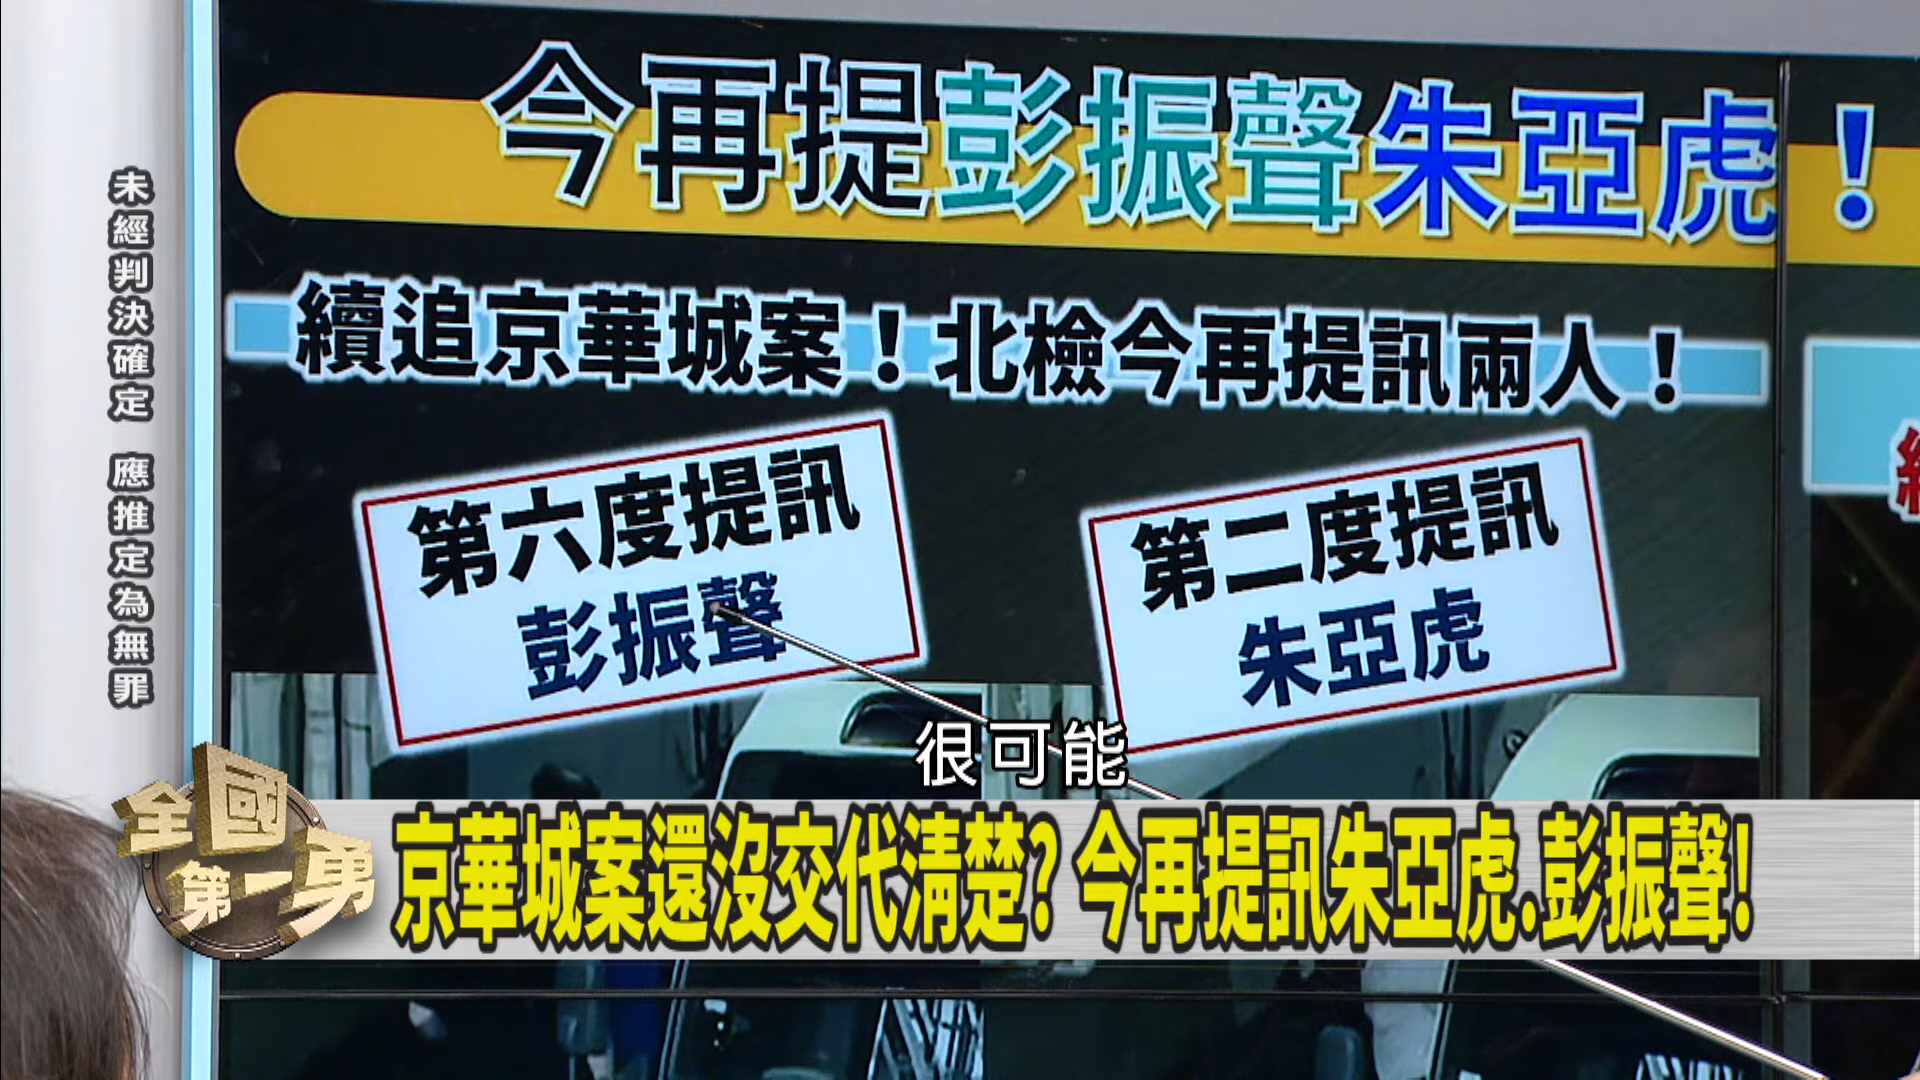 今再提彭振聲朱亞虎！
續追京華城案！北檢今再提訊兩人！
第六度提訊
彭振聲
第二度提訊
朱亞虎
未經判決確定 應推定為無罪
很可能
全國
第一勇
京華城案還沒交代清楚? 今再提訊朱亞虎.彭振聲!